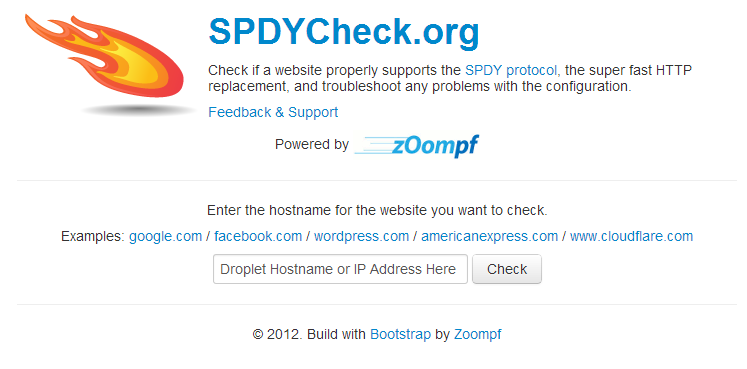 SPDYCheck.org
Check if a website properly supports the SPDY protocol, the super fast HTTP
replacement, and troubleshoot any problems with the configuration.
Feedback & Support
Powered by zOompf
Enter the hostname for the website you want to check.
Examples: google.com / facebook.com / wordpress.com / americanexpress.com / www.cloudflare.com
Droplet Hostname or IP Address Here Check
© 2012. Build with Bootstrap by Zoompf